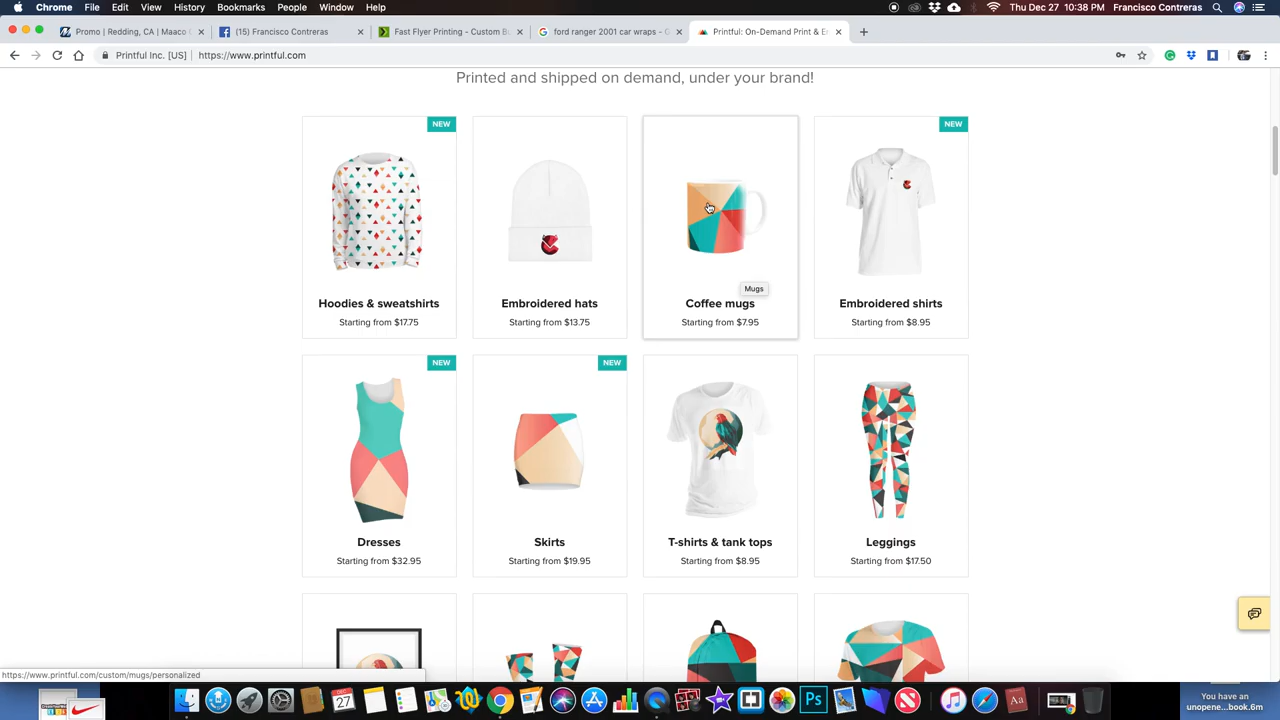 Chrome File Edit View History Bookmarks People Window Help
Thu Dec 27 10:38 PM Francisco Contreras
Promo | Redding, CA | Maaco
(15) Francisco Contreras
Fast Flyer Printing - Custom Bu
ford ranger 2001 car wraps - G
Printful: On-Demand Print & E
Printful Inc. [US] https://www.printful.com
Printed and shipped on demand, under your brand!
NEW
NEW
Mugs
Hoodies & sweatshirts
Starting from $17.75
Embroidered hats
Starting from $13.75
Coffee mugs
Starting from $7.95
Embroidered shirts
Starting from $8.95
NEW
NEW
Dresses
Starting from $32.95
Skirts
Starting from $19.95
T-shirts & tank tops
Starting from $8.95
Leggings
Starting from $17.50
https://www.printful.com/custom/mugs/personalized
DEC
27
Ps
Aa
You have an
unopene...book.6m